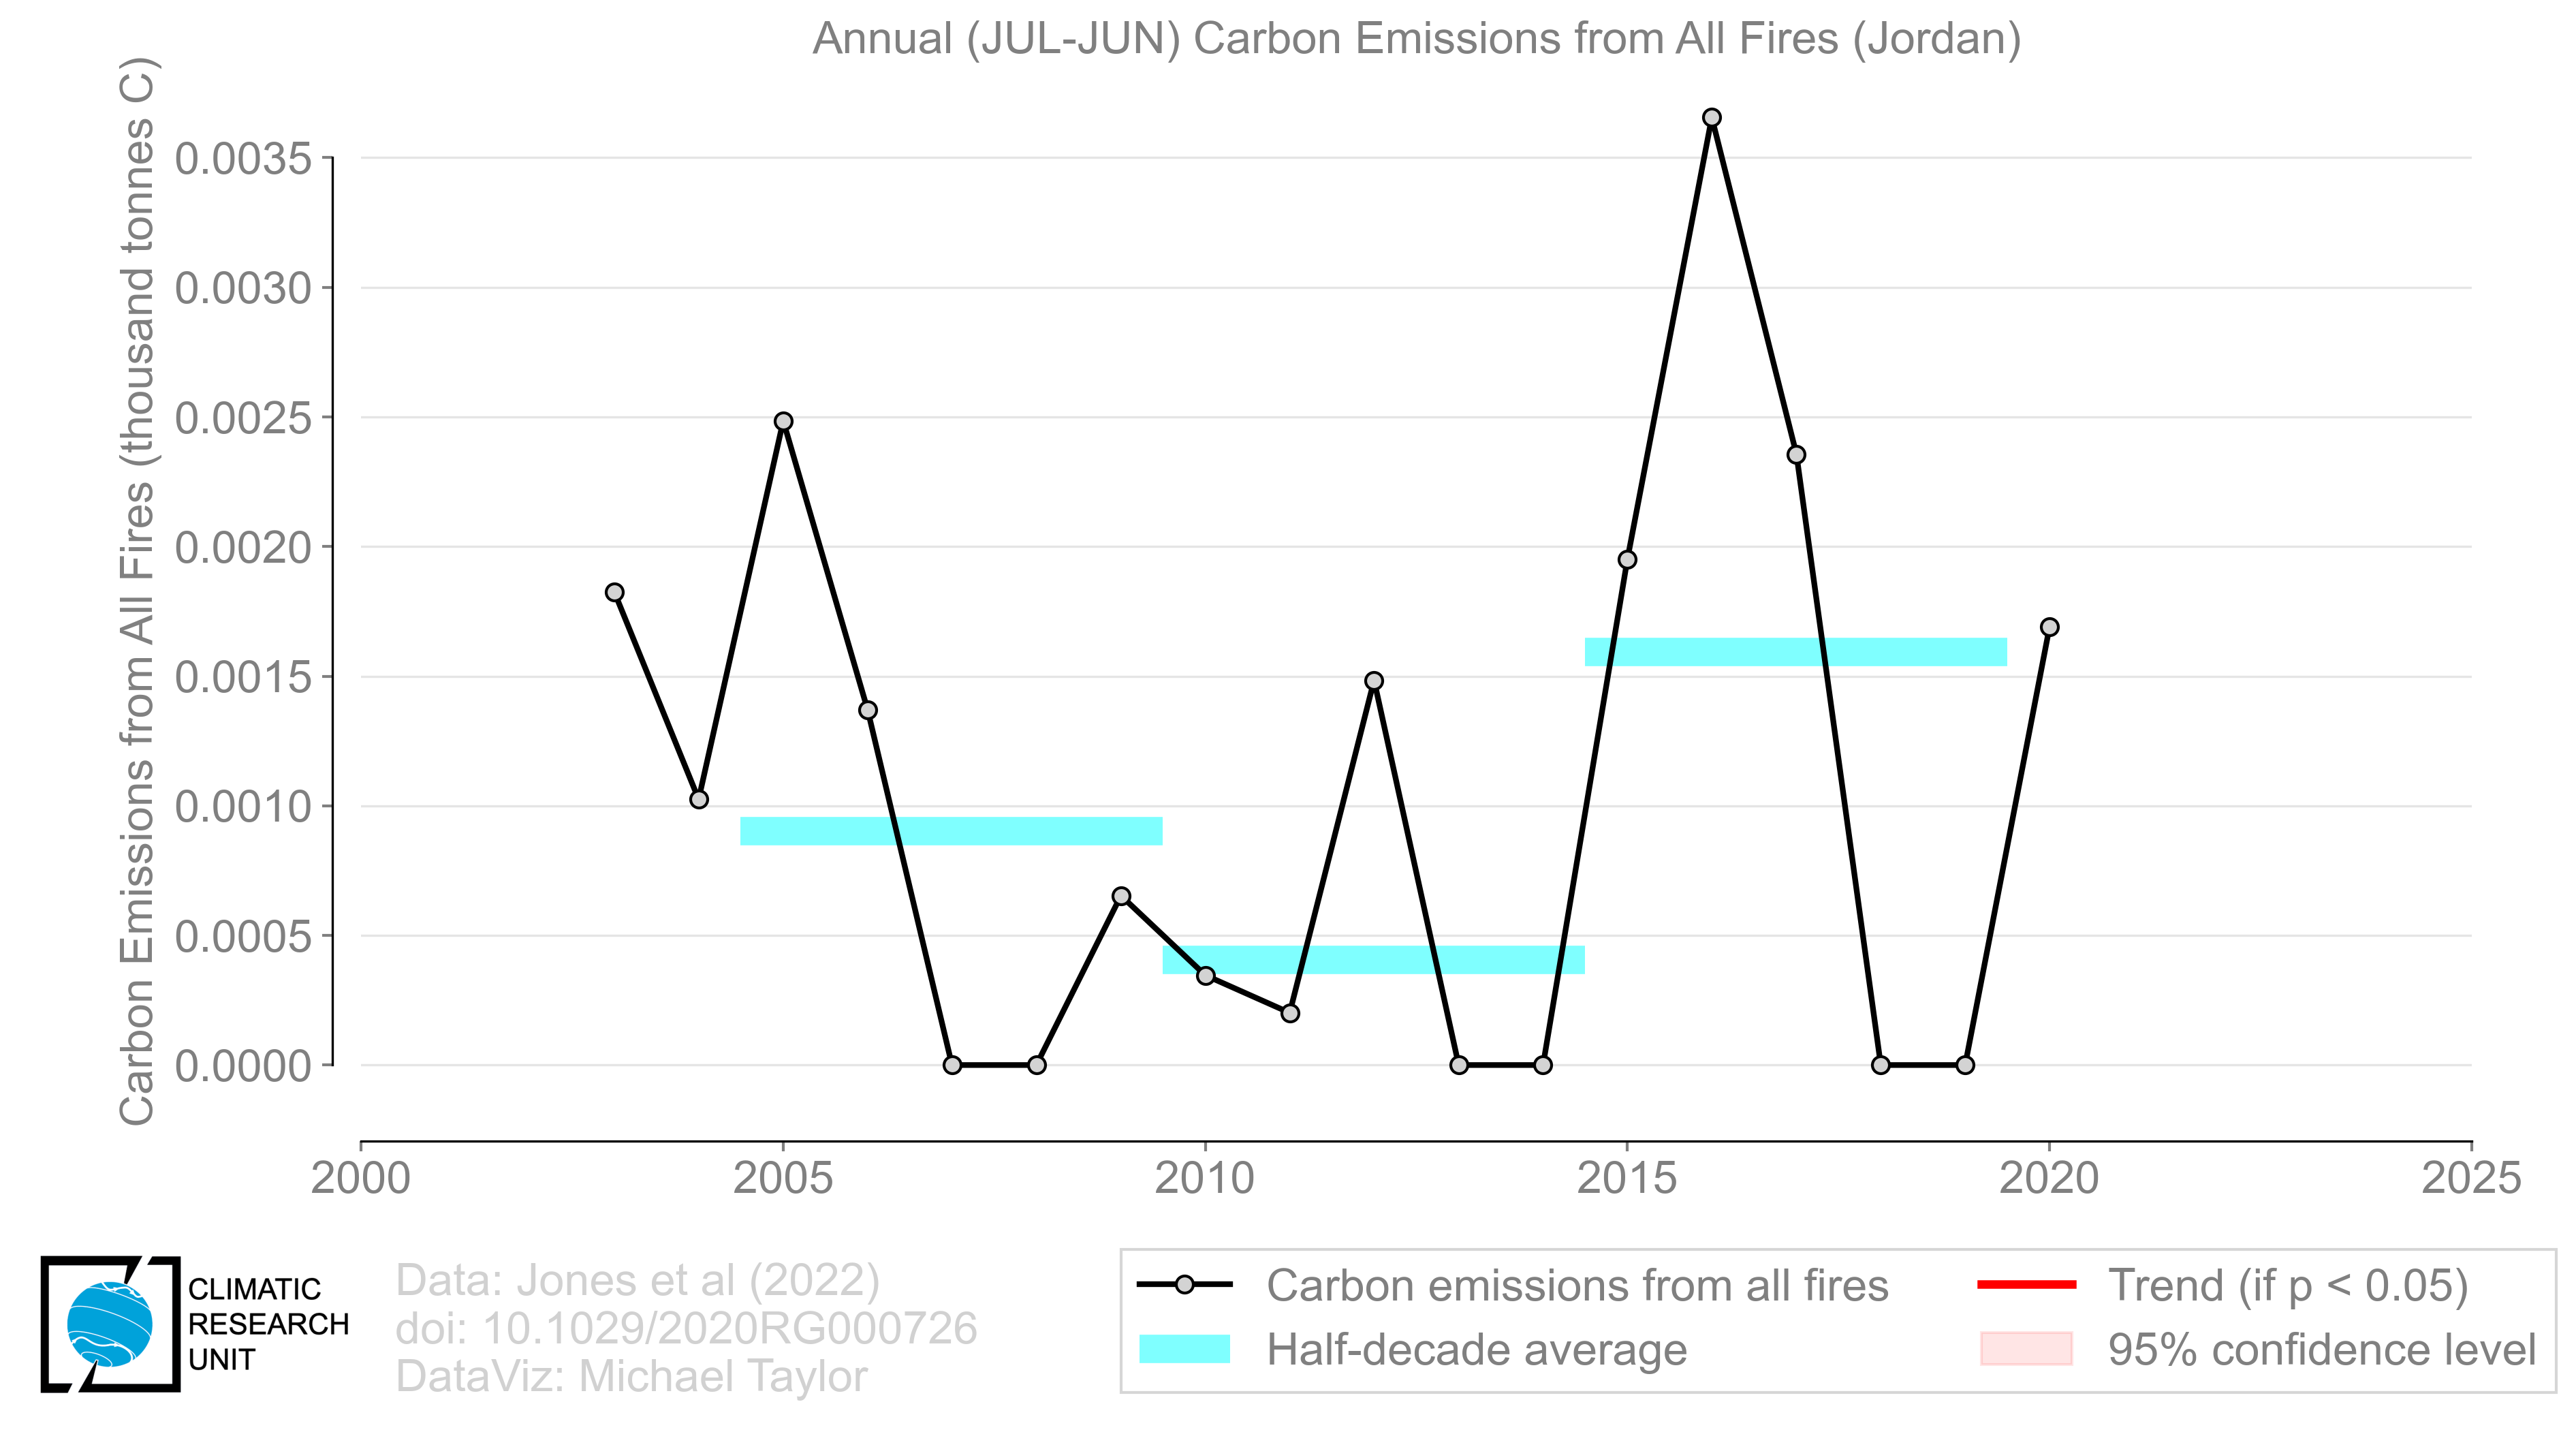 Annual (JUL-JUN) Carbon Emissions from All Fires (Jordan)
Carbon Emissions from All Fires (thousand tonnes C)
0.0035
0.0030
0.0025
0.0020
0.0015
0.0010
0.0005
0.0000
2000 2005 2010 2015 2020 2025
CLIMATIC
RESEARCH
UNIT
Data: Jones et al (2022)
doi: 10.1029/2020RG000726
DataViz: Michael Taylor
Carbon emissions from all fires
Half-decade average
Trend (if p < 0.05)
95% confidence level